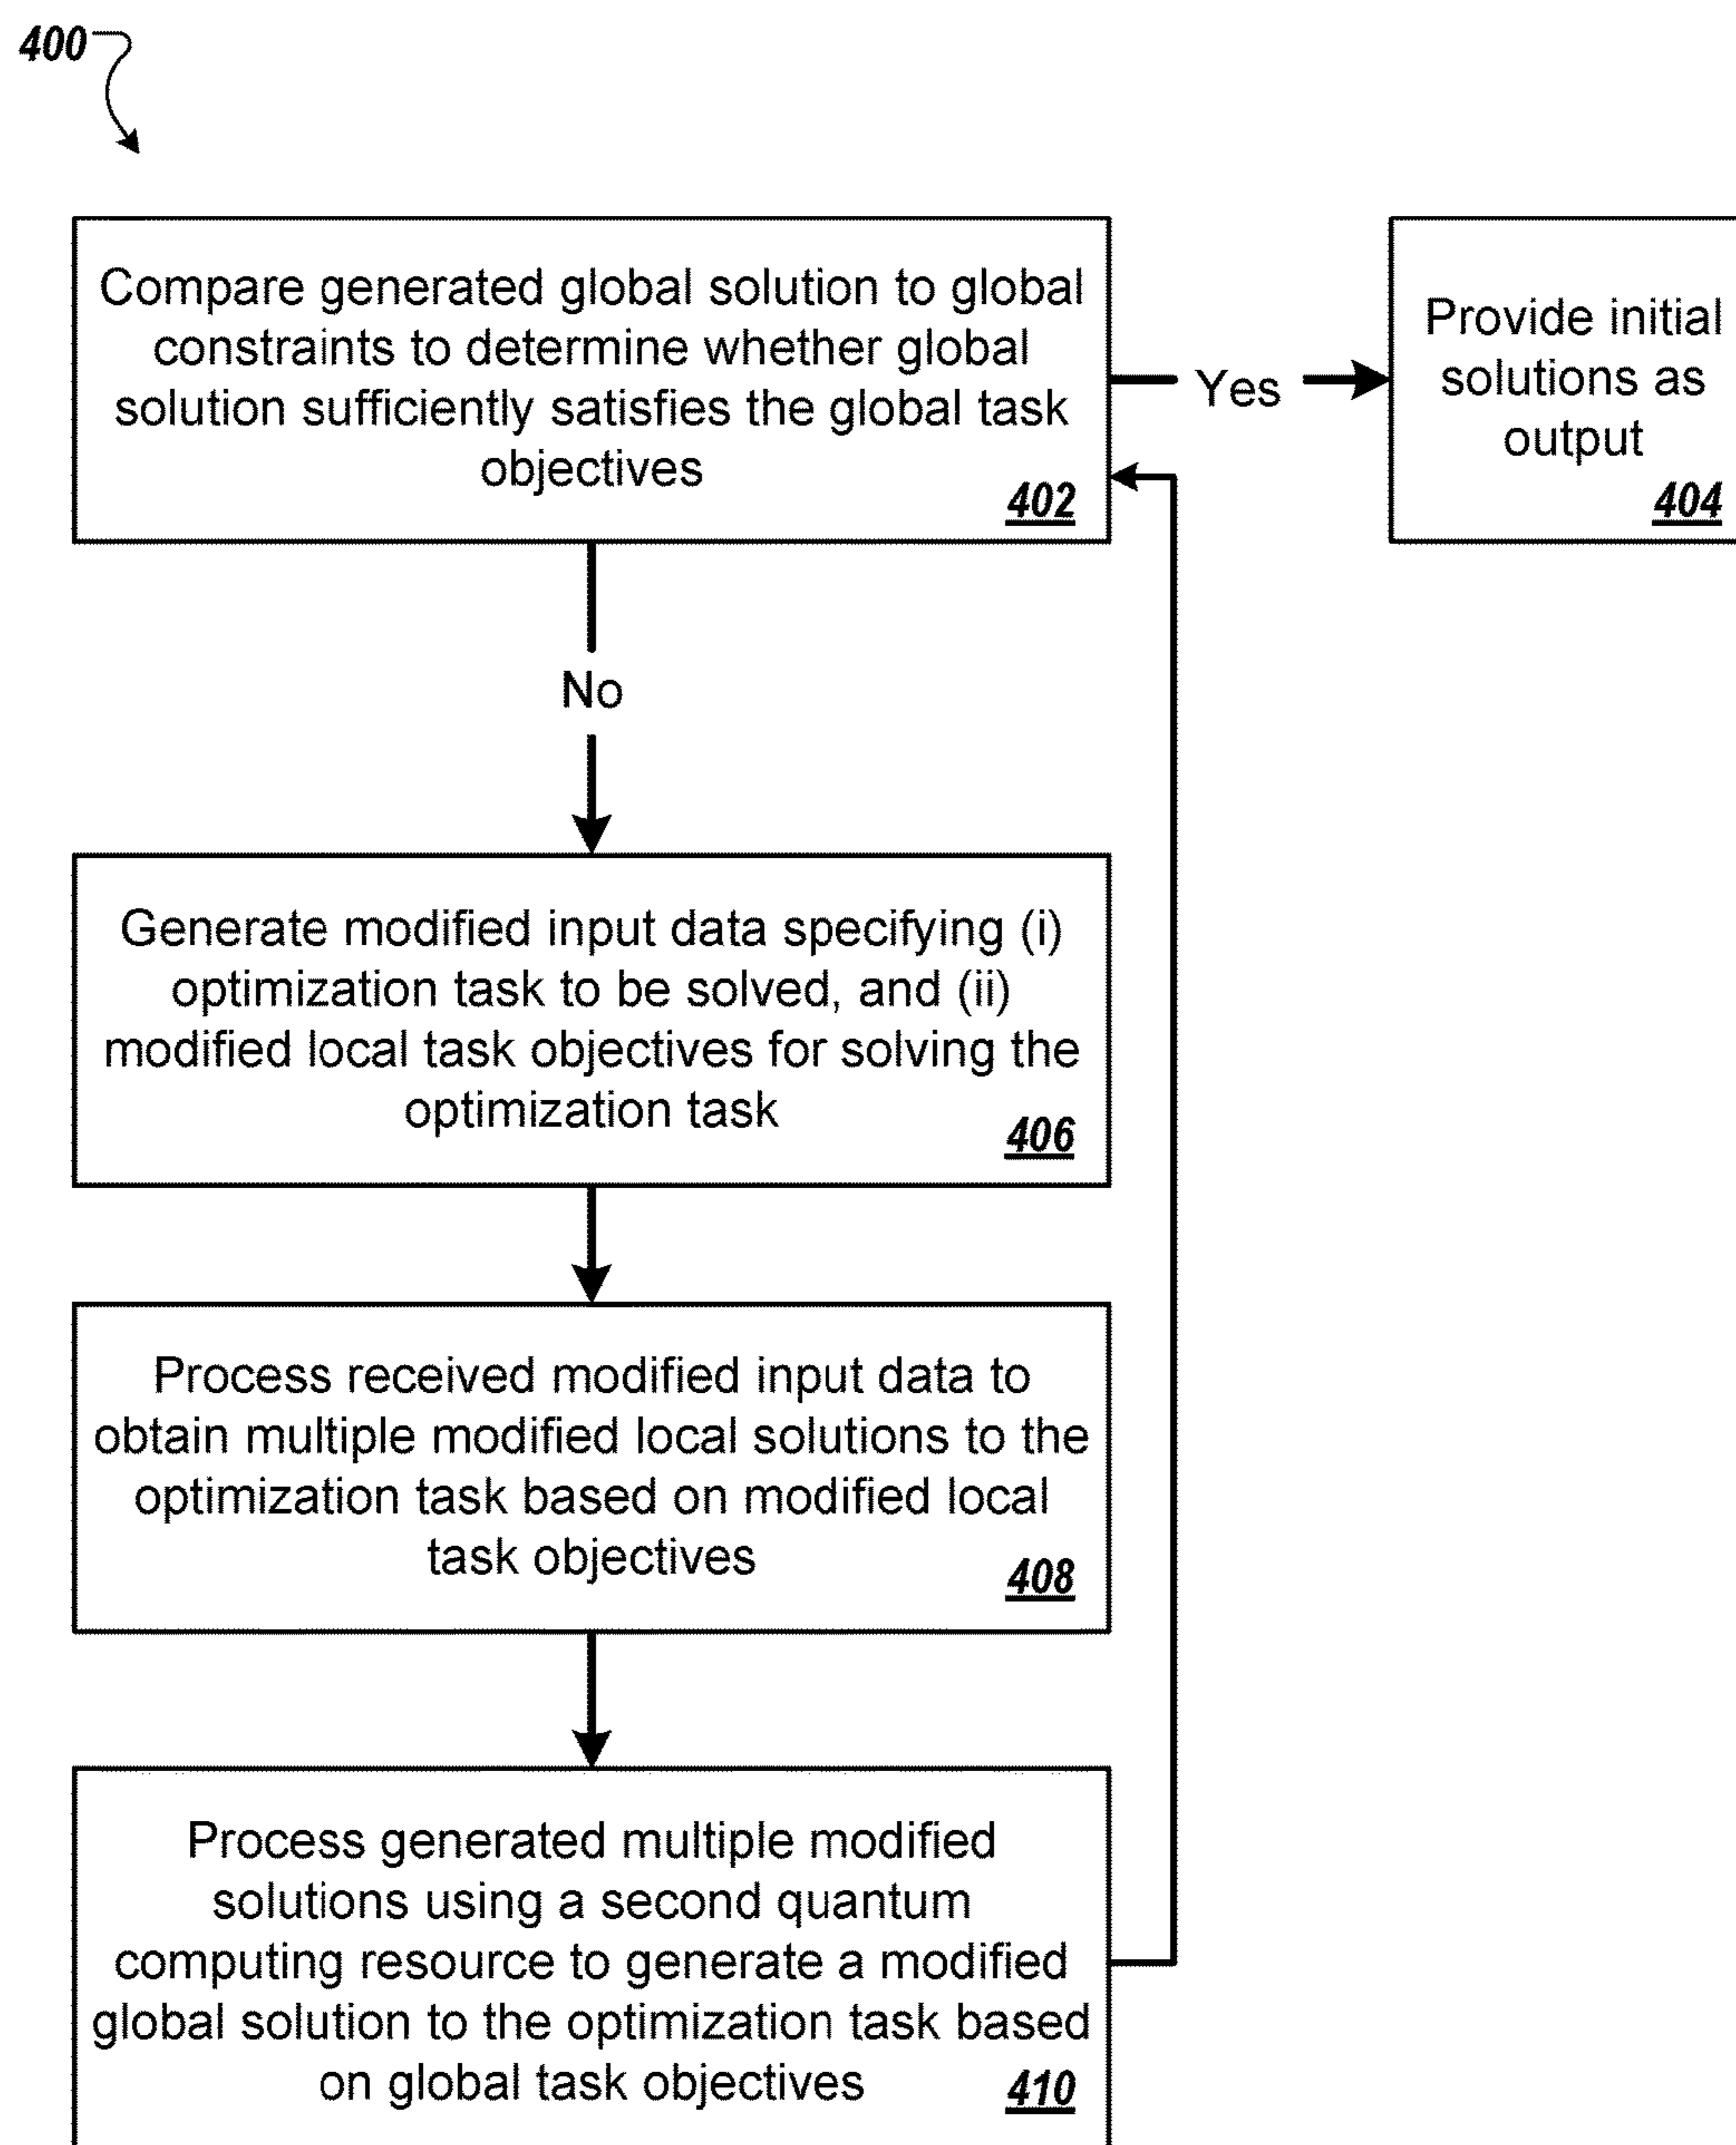 400
Compare generated global solution to global
constraints to determine whether global
solution sufficiently satisfies the global task
objectives
402
Yes
Provide initial
solutions as
output
404
No
Generate modified input data specifying (i)
optimization task to be solved, and (ii)
modified local task objectives for solving the
optimization task
406
Process received modified input data to
obtain multiple modified local solutions to the
optimization task based on modified local
task objectives
408
Process generated multiple modified
solutions using a second quantum
computing resource to generate a modified
global solution to the optimization task based
on global task objectives
410